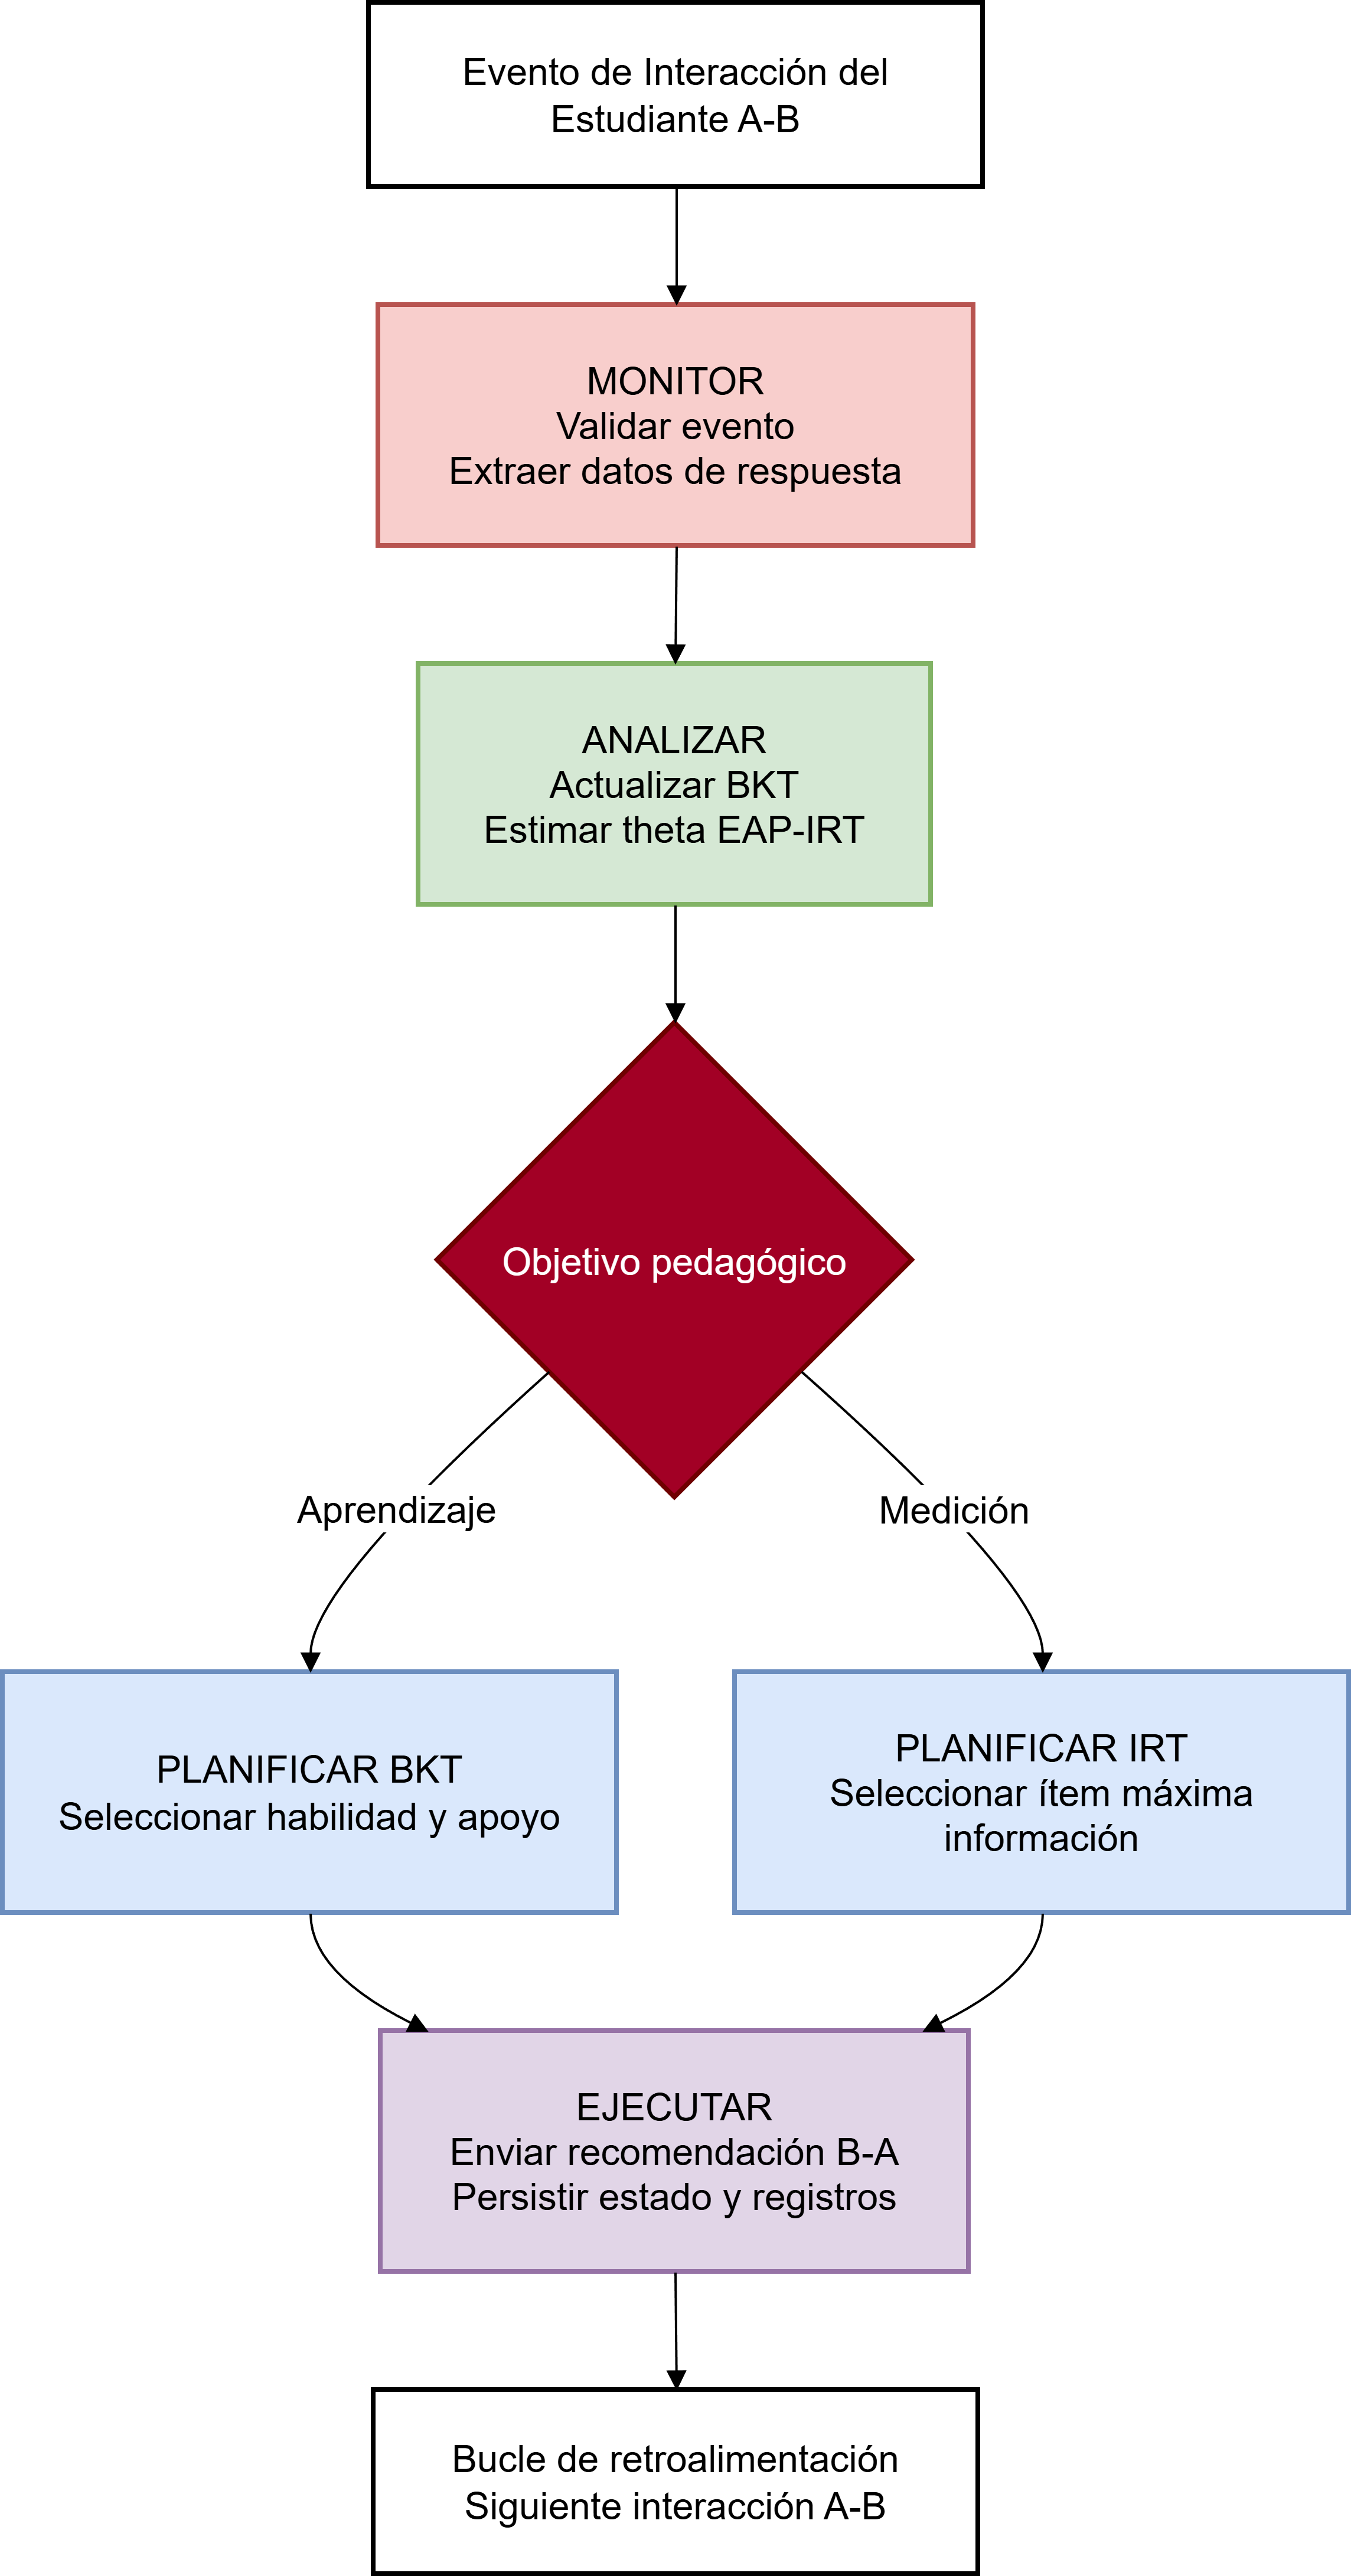 Evento de Interacción del
Estudiante A-B
MONITOR
Validar evento
Extraer datos de respuesta
ANALIZAR
Actualizar BKT
Estimar theta EAP-IRT
Objetivo pedagógico
Aprendizaje
Medición
PLANIFICAR BKT
Seleccionar habilidad y apoyo
PLANIFICAR IRT
Seleccionar ítem máxima
información
EJECUTAR
Enviar recomendación B-A
Persistir estado y registros
Bucle de retroalimentación
Siguiente interacción A-B